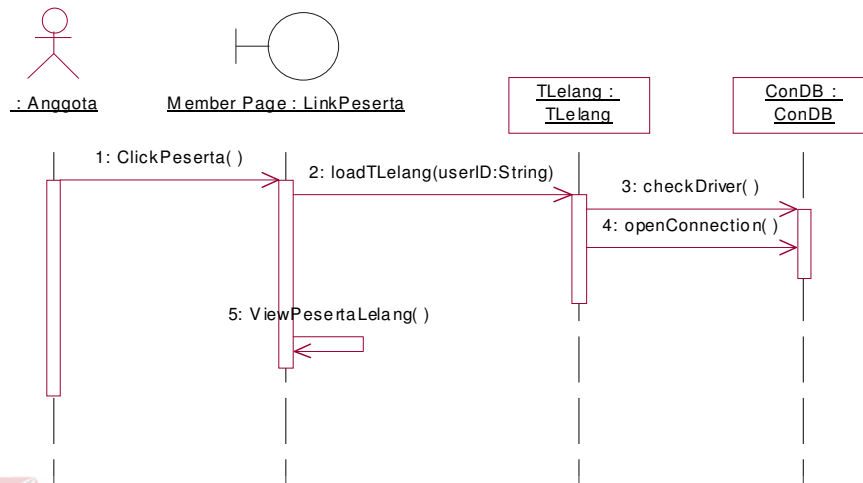 : Anggota
Member Page : LinkPeserta
TLelang :
TLelang
ConDB :
ConDB
1: ClickPeserta( )
2: loadTLelang(userID:String)
3: checkDriver( )
4: openConnection( )
5: ViewPesertaLelang( )